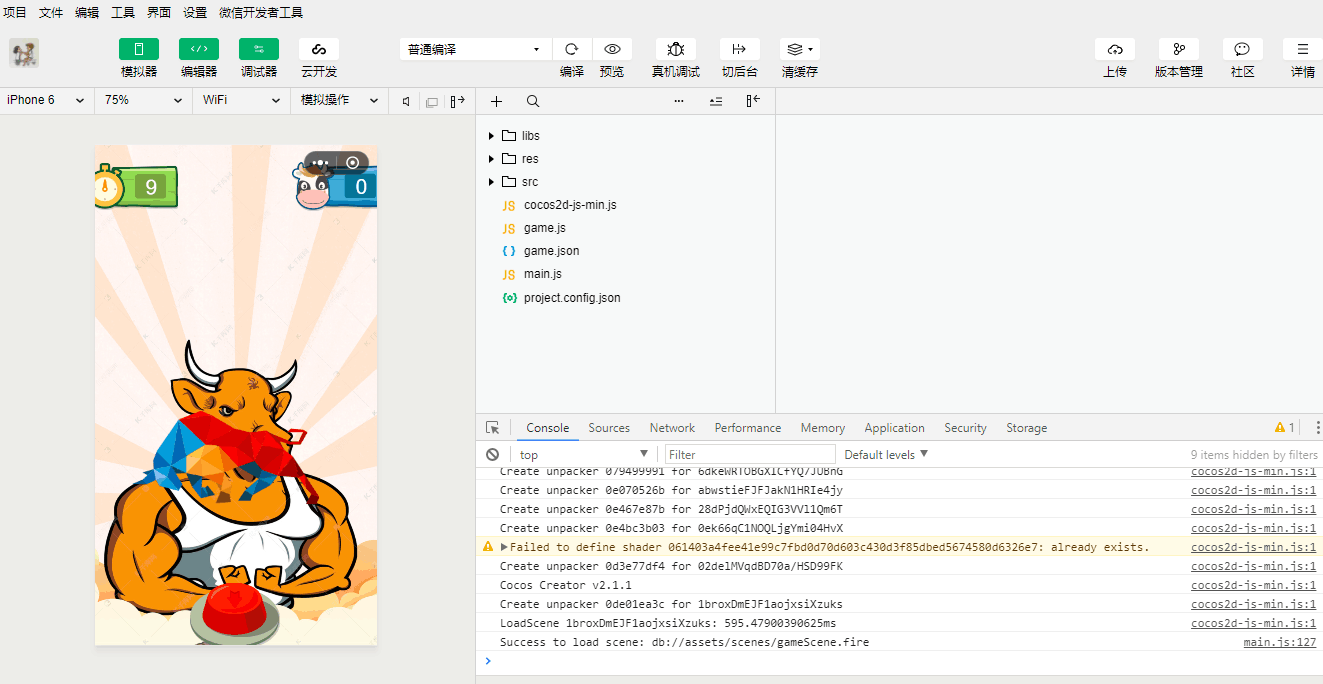 项目 文件 编辑 工具 界面 设置 微信开发者工具
模拟器 编辑器 调试器 云开发
普通编译
编译 预览 真机调试 切后台 清缓存
上传 版本管理 社区 详情
iPhone 6 75% WiFi 模拟操作
9
0
libs
res
src
JS cocos2d-js-min.js
JS game.js
{ } game.json
JS main.js
project.config.json
Console Sources Network Performance Memory Application Security Storage 1
top Filter Default levels 9 items hidden by filters
Create unpacker 079499991 for cocos2d-js-min.js:1
Create unpacker 0e070526b for abwstieFJFJakN1HRIe4jy cocos2d-js-min.js:1
Create unpacker 0e467e87b for 28dPjdQWxEQIG3VVl1Qm6T cocos2d-js-min.js:1
Create unpacker 0e4bc3b03 for 0ek66qC1NOQLjgYmi04HvX cocos2d-js-min.js:1
Failed to define shader 061403a4fee41e99c7fbd0d70d603c430d3f85dbed5674580d6326e7: already exists. cocos2d-js-min.js:1
Create unpacker 0d3e77df4 for 02delMVqdBD70a/HSD99FK cocos2d-js-min.js:1
Cocos Creator v2.1.1 cocos2d-js-min.js:1
Create unpacker 0de01ea3c for 1broxDmEJF1aojxsiXzuks cocos2d-js-min.js:1
LoadScene 1broxDmEJF1aojxsiXzuks: 595.47900390625ms cocos2d-js-min.js:1
Success to load scene: db://assets/scenes/gameScene.fire main.js:127